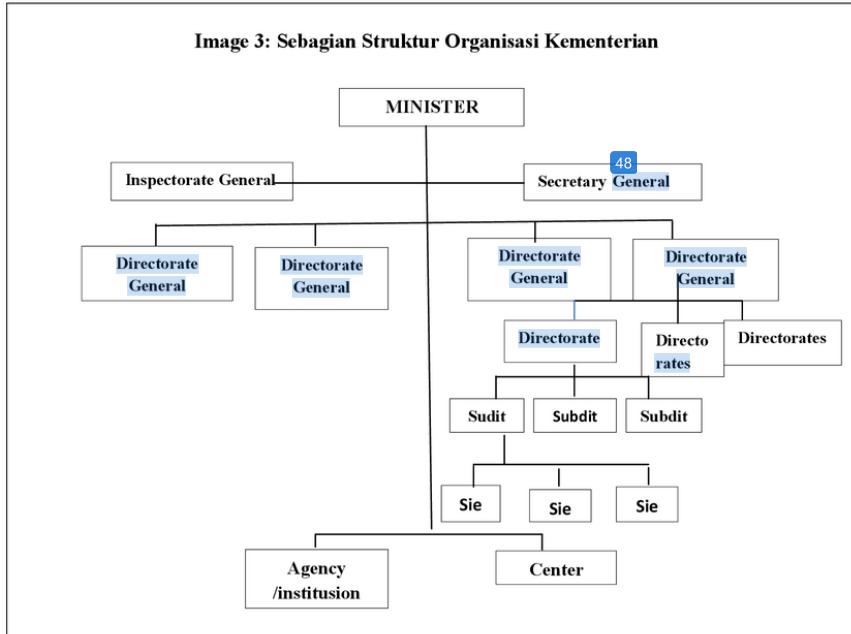 Image 3: Sebagian Struktur Organisasi Kementerian
MINISTER
48
Inspectorate General
Secretary General
Directorate
General
Directorate
General
Directorate
General
Directorate
General
Directorate
Directo
rates
Directorates
Sudit
Subdit
Subdit
Sie
Sie
Sie
Agency
/institusion
Center